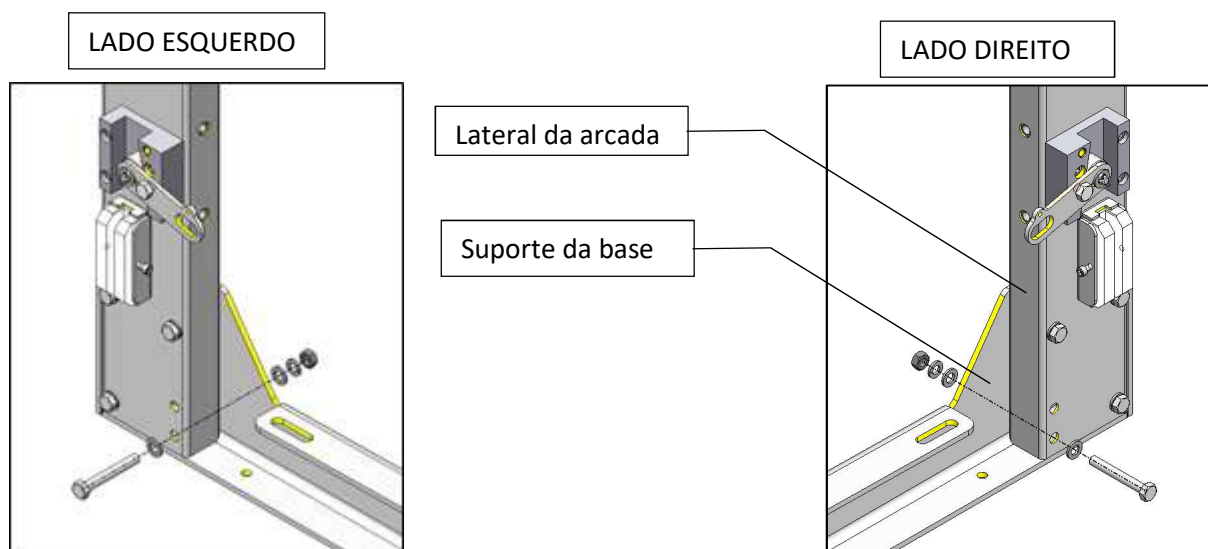 LADO ESQUERDO
LADO DIREITO
Lateral da arcada
Suporte da base